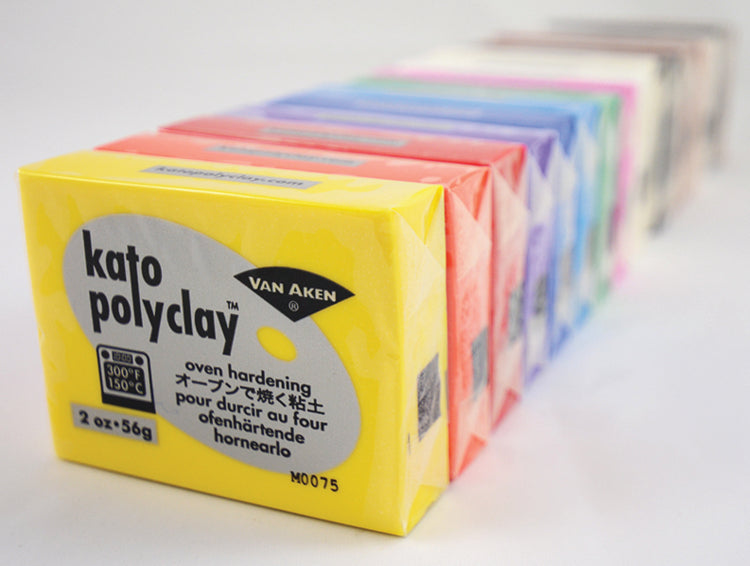 katopolyclay.com
kato
polyclay™
VAN AKEN
®
300°F
150°C
2 oz•56g
oven hardening
オーブンで焼く粘土
pour durcir au four
ofenhärtende
hornearlo
M0075